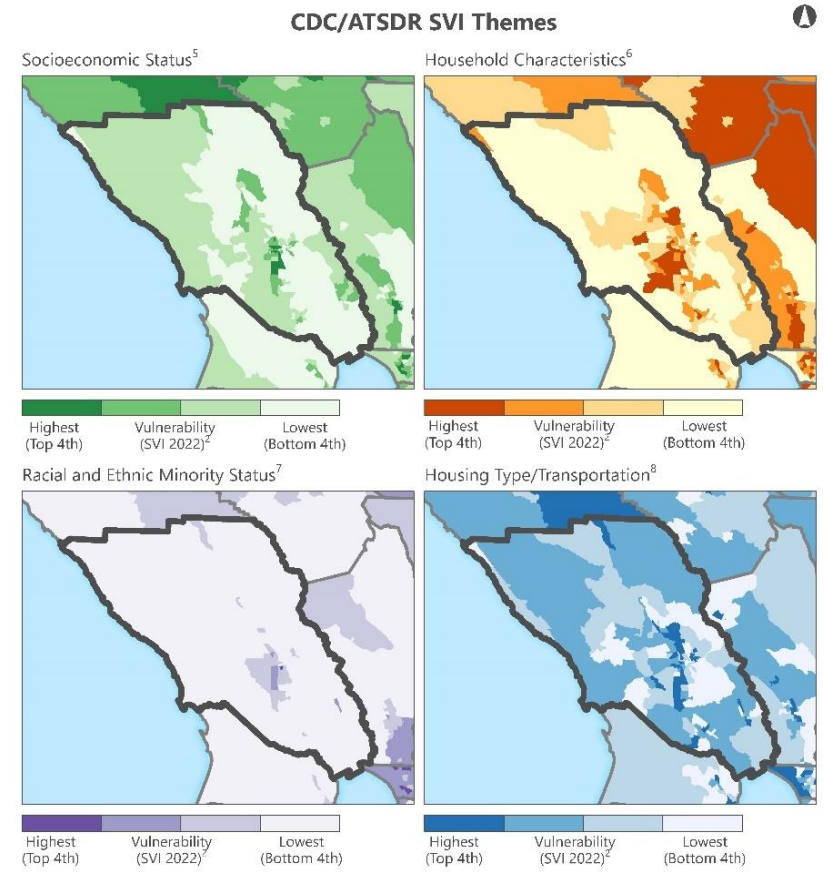 CDC/ATSDR SVI Themes
Socioeconomic Status⁵
Household Characteristics⁶
Highest
(Top 4th)
Vulnerability
(SVI 2022)²
Lowest
(Bottom 4th)
Highest
(Top 4th)
Vulnerability
(SVI 2022)²
Lowest
(Bottom 4th)
Racial and Ethnic Minority Status⁷
Housing Type/Transportation⁸
Highest
(Top 4th)
Vulnerability
(SVI 2022)²
Lowest
(Bottom 4th)
Highest
(Top 4th)
Vulnerability
(SVI 2022)²
Lowest
(Bottom 4th)